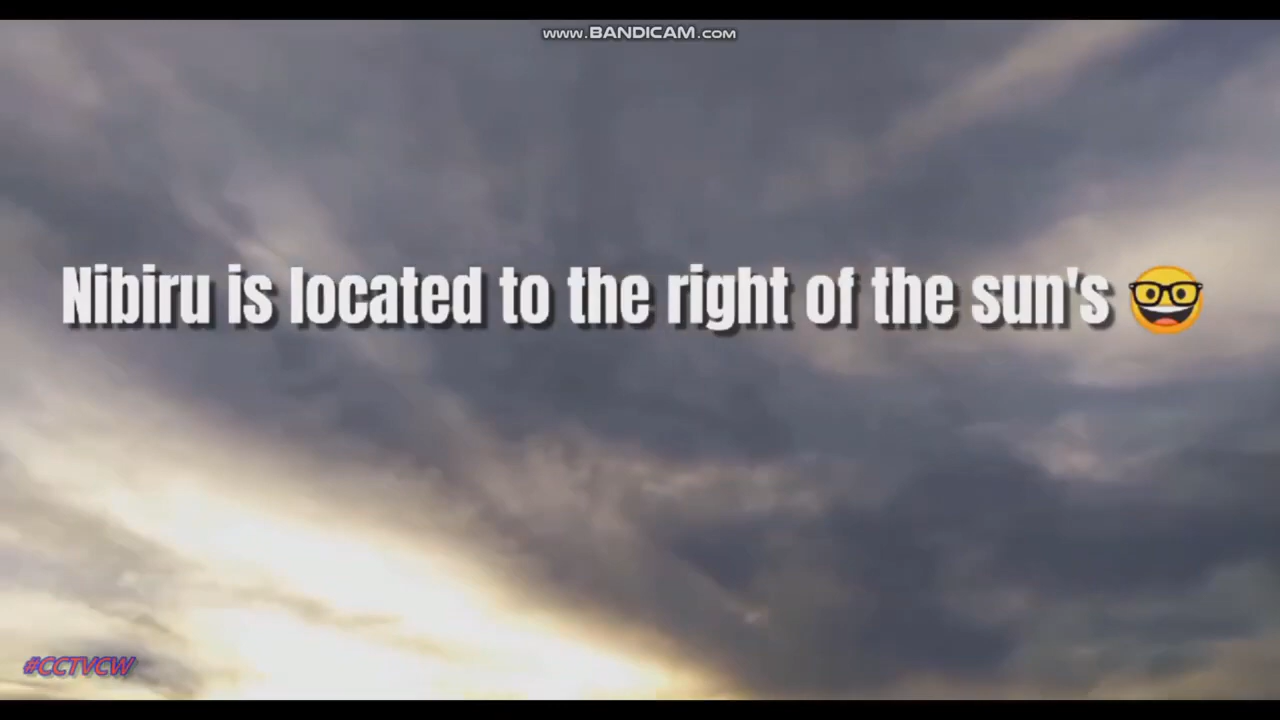 www.BANDICAM.com
Nibiru is located to the right of the sun's 🤓
#CCTVCW